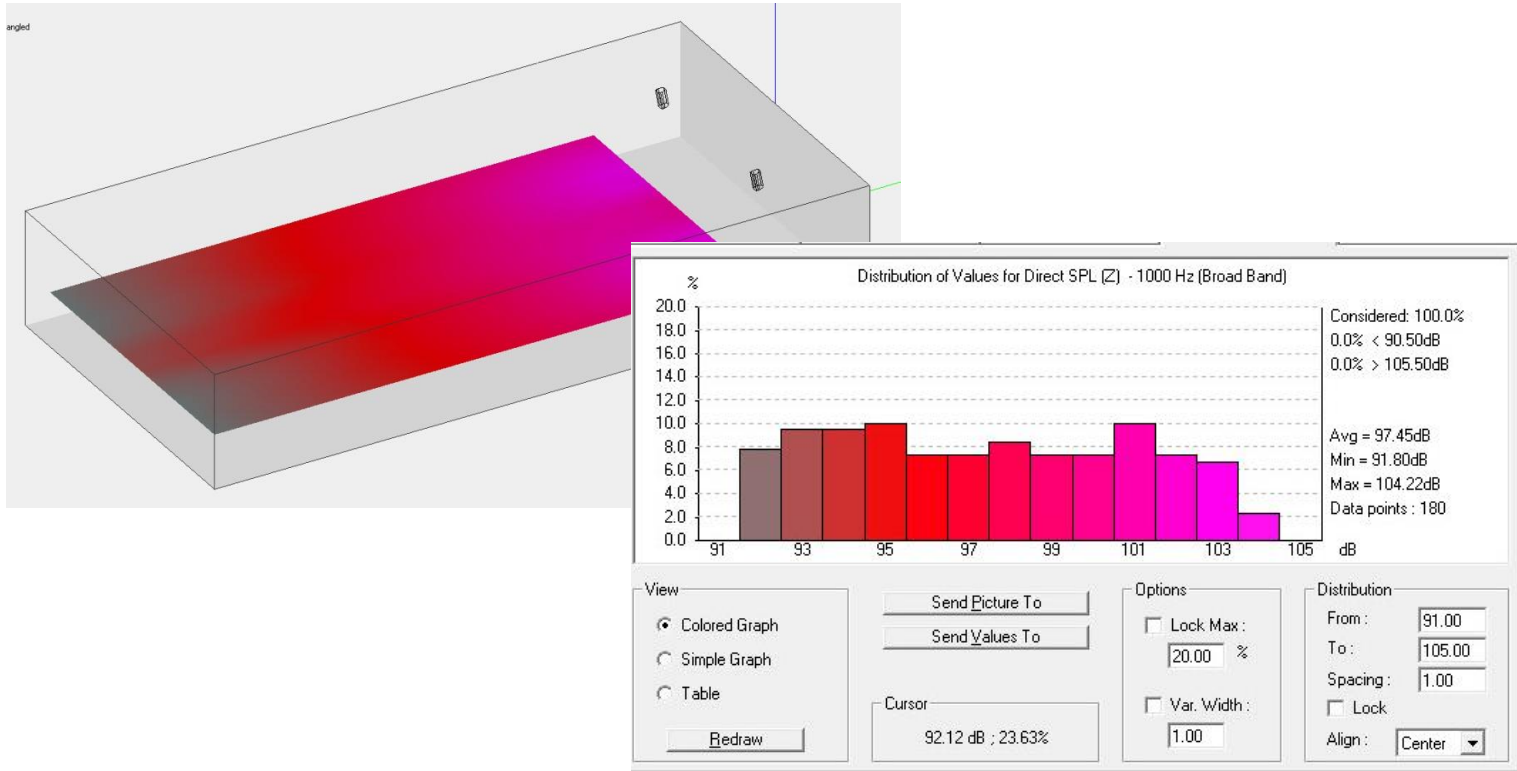 angled
Distribution of Values for Direct SPL (Z) - 1000 Hz (Broad Band)
%
20.0
18.0
16.0
14.0
12.0
10.0
8.0
6.0
4.0
2.0
0.0
91 93 95 97 99 101 103 105 dB
Considered: 100.0%
0.0% < 90.50dB
0.0% > 105.50dB
Avg = 97.45dB
Min = 91.80dB
Max = 104.22dB
Data points : 180
View
Colored Graph
Simple Graph
Table
Redraw
Send Picture To
Send Values To
Cursor
92.12 dB ; 23.63%
Options
Lock Max :
20.00 %
Var. Width :
1.00
Distribution
From : 91.00
To : 105.00
Spacing : 1.00
Lock
Align : Center